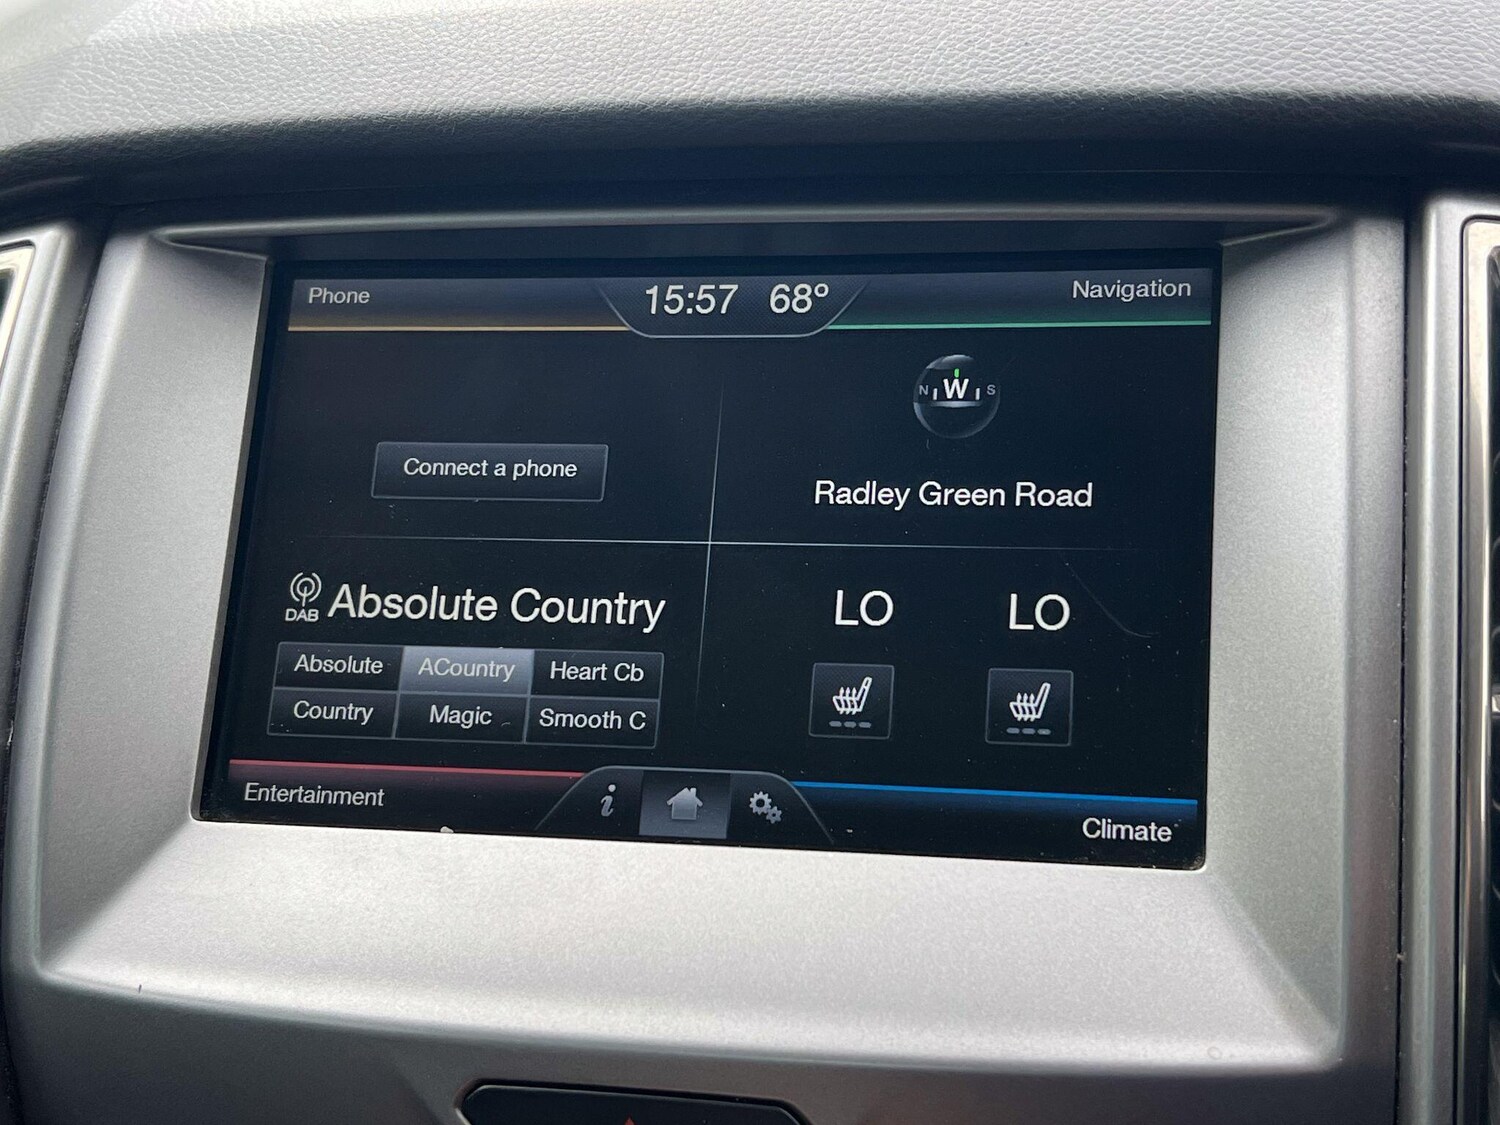 Phone
15:57 68°
Navigation
N W S
Connect a phone
Radley Green Road
DAB
Absolute Country
LO LO
Absolute ACountry Heart Cb
Country Magic Smooth C
Entertainment
i
Climate